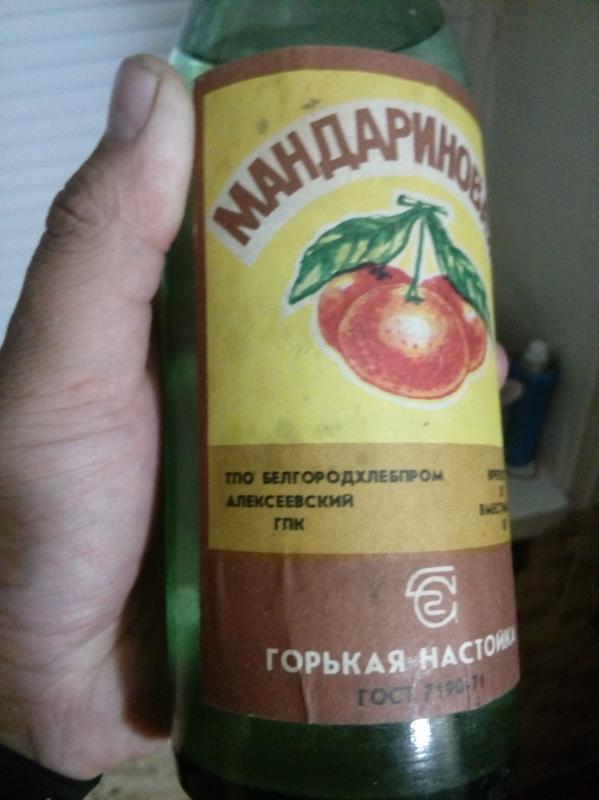 МАНДАРИНОВА
ТПО БЕЛГОРОДХЛЕБПРОМ
АЛЕКСЕЕВСКИЙ
ГПК
ГОРЬКАЯ НАСТОЙКА
ГОСТ 7190-71